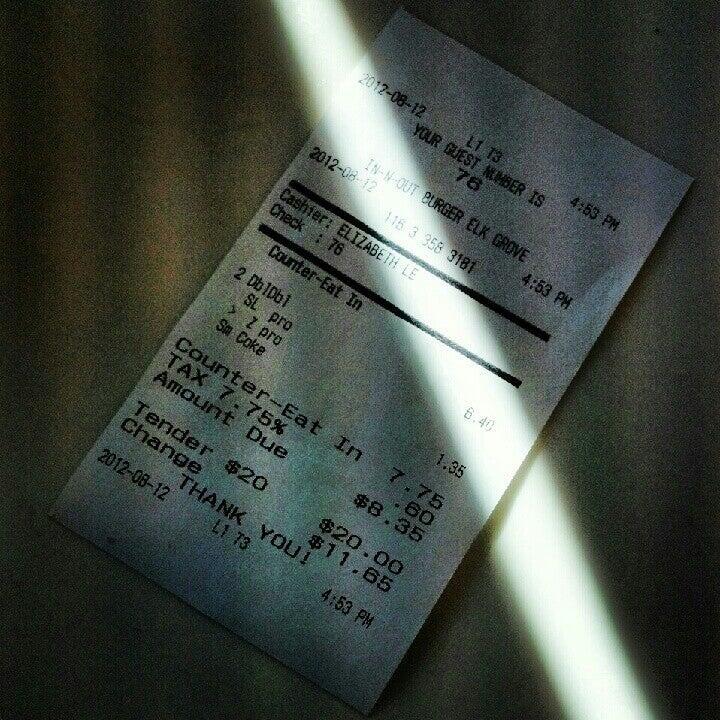 2012-08-12 L1 T3 4:53 PM
YOUR GUEST NUMBER IS
76
IN-N-OUT BURGER ELK GROVE
2012-08-12 116 3 358 3181 4:53 PM
Cashier: ELIZABETH LE
Check : 76
Counter-Eat In
2 DblDbl 6.40
SL pro
> Z pro
Sm Coke 1.35
Counter-Eat In 7.75
TAX 7.75% .60
Amount Due $8.35
Tender $20 $20.00
Change $11.65
THANK YOU!
2012-08-12 L1 T3 4:53 PM